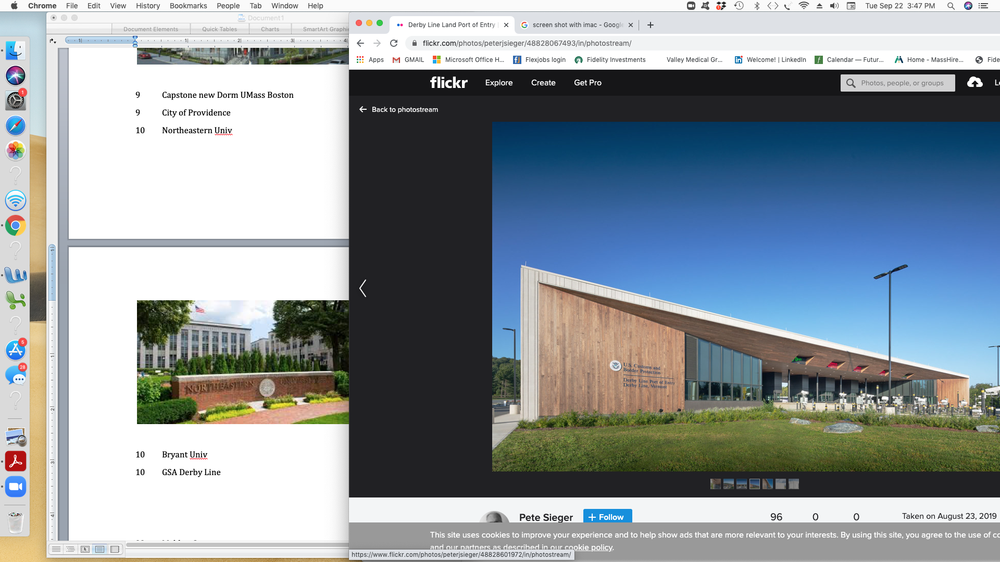 Chrome File Edit View History Bookmarks People Tab Window Help
Tue Sep 22 3:47 PM
Document1
Document Elements Quick Tables Charts SmartArt Graphi
Derby Line Land Port of Entry
screen shot with imac - Google
flickr.com/photos/peterjsieger/48828067493/in/photostream/
Apps GMAIL Microsoft Office H... Flexjobs login Fidelity Investments Valley Medical Gr... Welcome! | LinkedIn Calendar — Futur... Home - MassHire... Fide
flickr Explore Create Get Pro
Photos, people, or groups
Back to photostream
9 Capstone new Dorm UMass Boston
9 City of Providence
10 Northeastern Univ
NORTHEASTERN UNIVERSITY
10 Bryant Univ
10 GSA Derby Line
U.S. Customs and
Border Protection
Derby Line Port of Entry
Derby Line, Vermont
Pete Sieger
+ Follow
96 0 0
Taken on August 23, 2019
This site uses cookies to improve your experience and to help show ads that are more relevant to your interests. By using this site, you agree to the use of co
and our partners as described in our cookie policy.
https://www.flickr.com/photos/peterjsieger/48828601972/in/photostream/